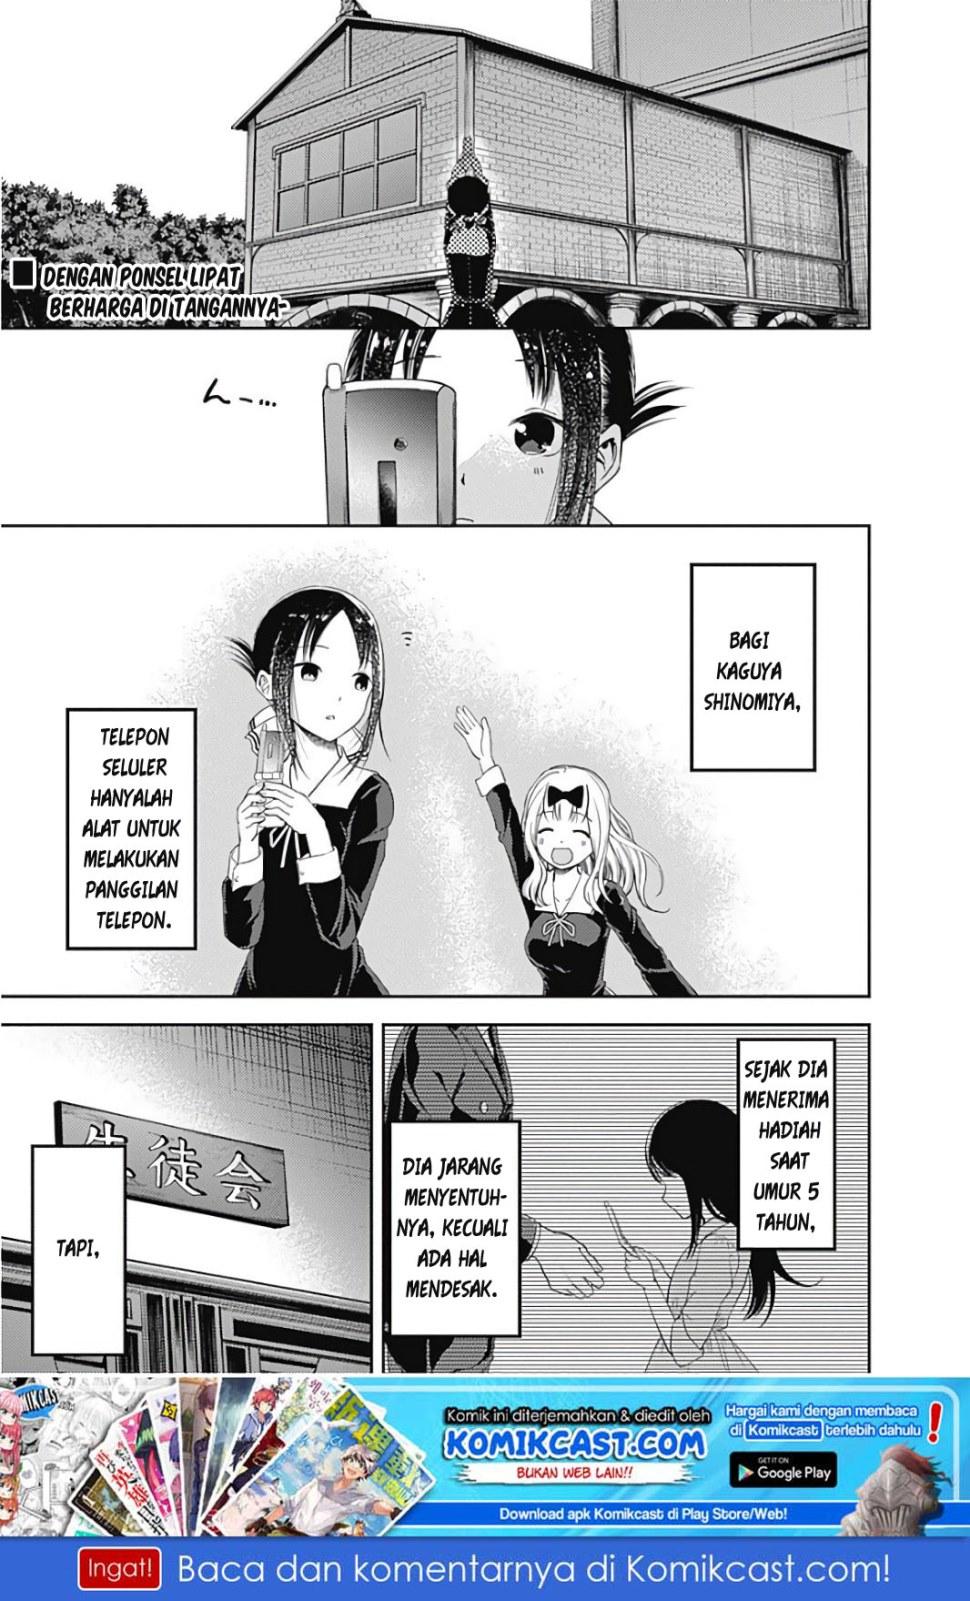 DENGAN PONSEL LIPAT
BERHARGA DI TANGANNYA-
んー…
BAGI
KAGUYA
SHINOMIYA,
TELEPON
SELULER
HANYALAH
ALAT UNTUK
MELAKUKAN
PANGGILAN
TELEPON.
SEJAK DIA
MENERIMA
HADIAH
SAAT
UMUR 5
TAHUN,
DIA JARANG
MENYENTUH-
NYA, KECUALI
ADA HAL
MENDESAK.
生徒会
TAPI,
Komik ini diterjemahkan & diedit oleh
KOMIKCAST.COM
BUKAN WEB LAIN!!
Hargai kami dengan membaca
di Komikcast terlebih dahulu !
GET IT ON
Google Play
Download apk Komikcast di Play Store/Web!
Ingat! Baca dan komentarnya di Komikcast.com!